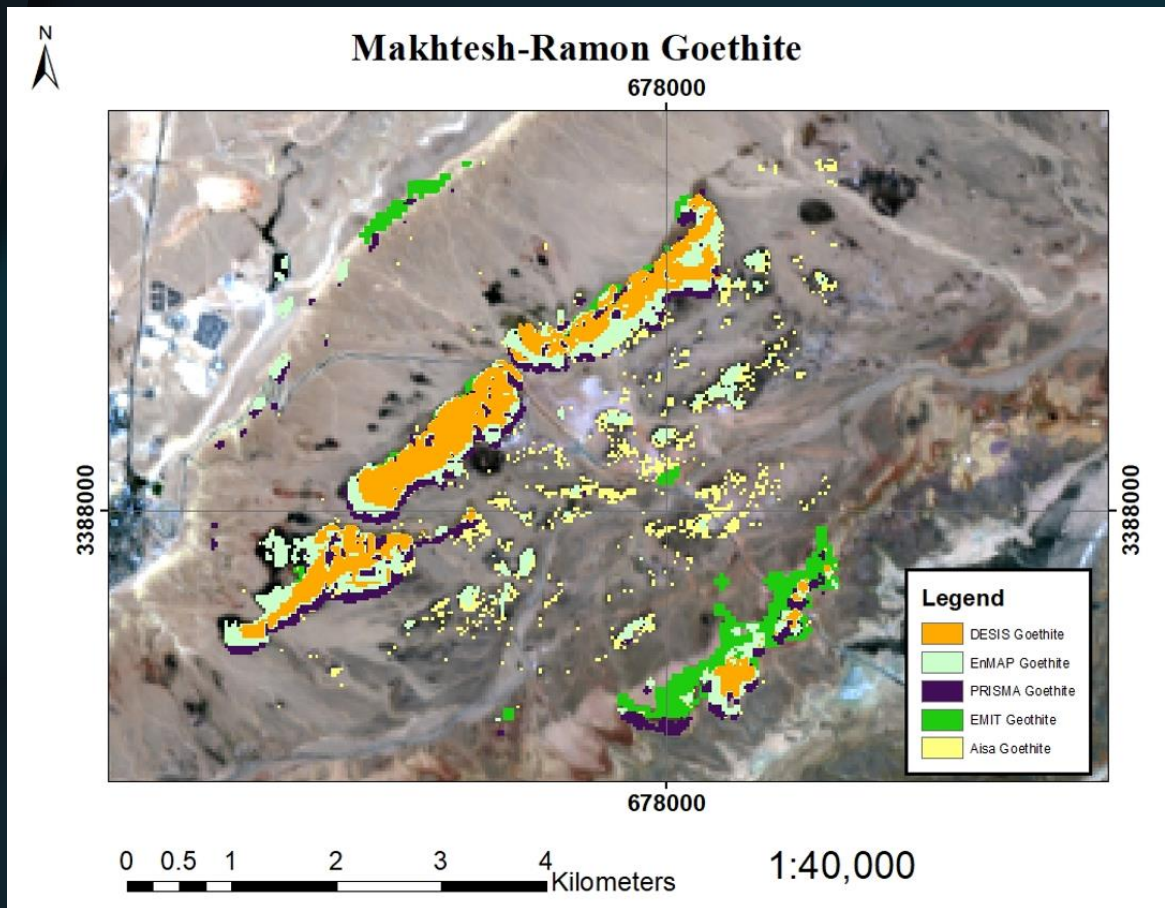 N
Makhtesh-Ramon Goethite
678000
3388000
3388000
Legend
DESIS Goethite
EnMAP Goethite
PRISMA Goethite
EMIT Geothite
Aisa Goethite
678000
0 0.5 1 2 3 4
Kilometers
1:40,000